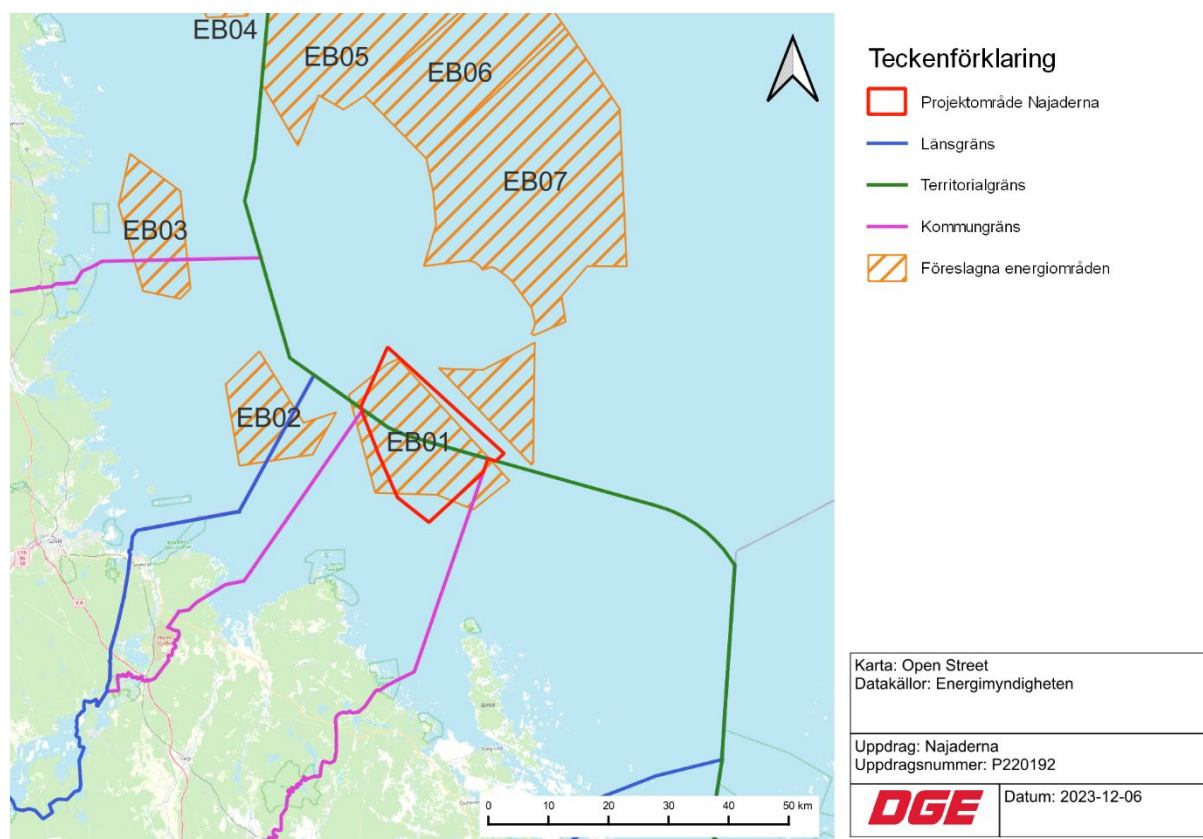 EB04
EB05
EB06
EB07
EB03
EB02
EB01
Gävle
0 10 20 30 40 50 km
Teckenförklaring
Projektområde Najaderna
Länsgräns
Territorialgräns
Kommungräns
Föreslagna energiområden
Karta: Open Street
Datakällor: Energimyndigheten
Uppdrag: Najaderna
Uppdragsnummer: P220192
DGE
Datum: 2023-12-06